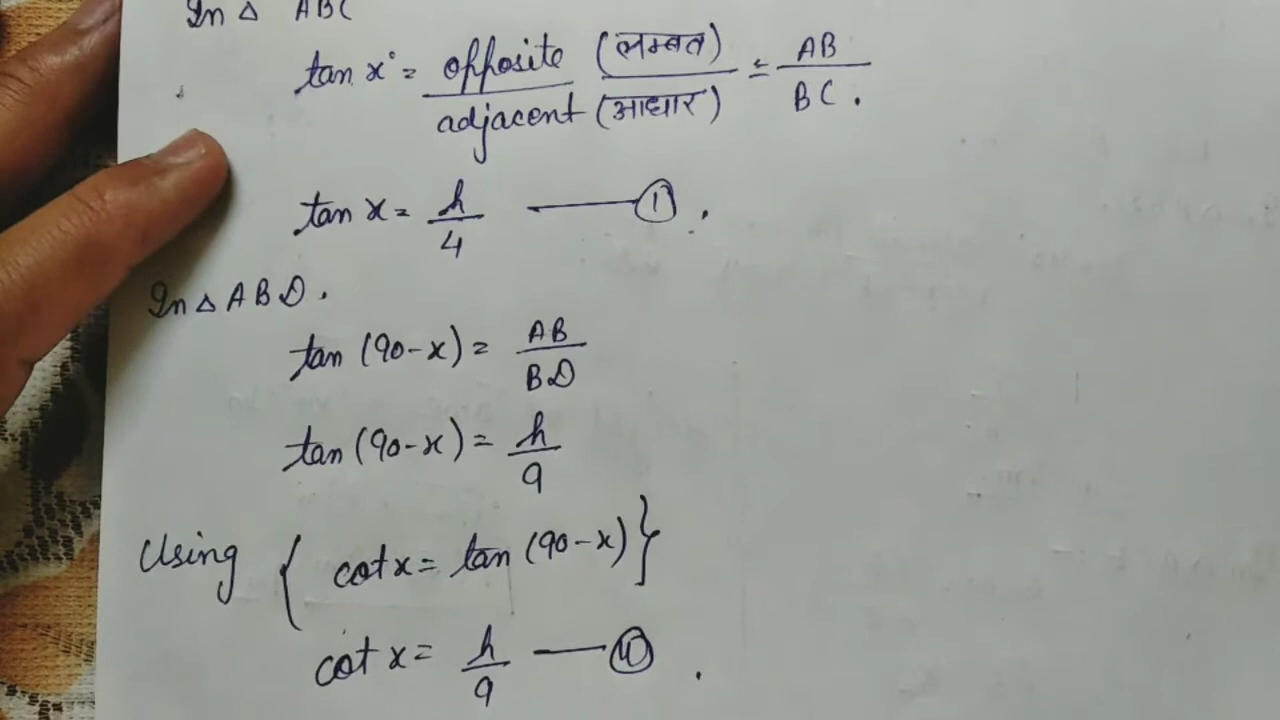 In △ ABC
tan x° = opposite (लम्बत) / adjacent (आधार) = AB / BC.
tan x = h/4 —— ①.
In △ ABD.
tan (90-x) = AB / BD
tan (90-x) = h/9
Using { cot x = tan (90-x) }
cot x = h/9 —— ⑪.